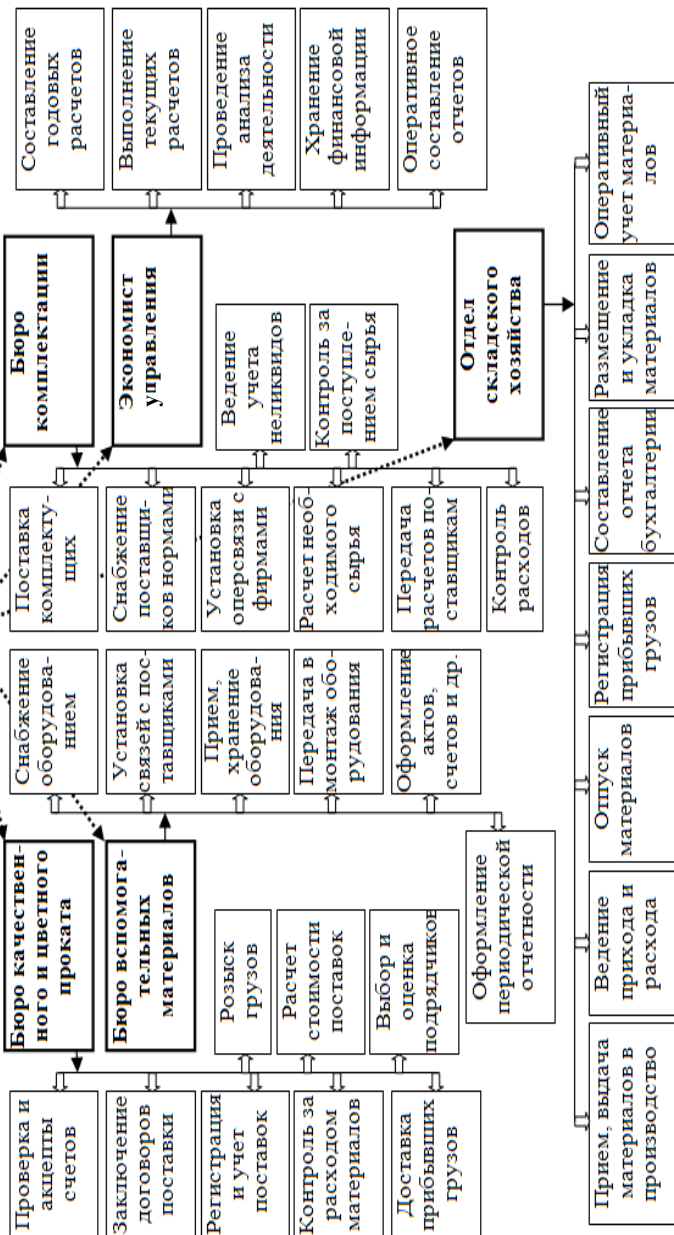 Бюро качествен-
ного и цветного
проката
Бюро
комплектации
Бюро вспомога-
тельных
материалов
Экономист
управления
Отдел
складского
хозяйства
Проверка и
акцепты
счетов
Заключение
договоров
поставки
Регистрация
и учет
поставок
Контроль за
расходом
материалов
Доставка
прибывших
грузов
Розыск
грузов
Расчет
стоимости
поставок
Выбор и
оценка
подрядчиков
Снабжение
оборудова-
нием
Установка
связей с пос-
тавщиками
Прием,
хранение
оборудова-
ния
Передача в
монтаж обо-
рудования
Оформление
актов,
счетов и др.
Оформление
периодической
отчетности
Поставка
комплекту-
щих
Снабжение
поставщи-
ков нормами
Установка
оперсвязи с
фирмами
Расчет необ-
ходимого
сырья
Передача
расчетов по-
ставщикам
Контроль
расходов
Ведение
учета
неликвидов
Контроль за
поступле-
нием сырья
Составление
годовых
расчетов
Выполнение
текущих
расчетов
Проведение
анализа
деятельности
Хранение
финансовой
информации
Оперативное
составление
отчетов
Прием, выдача
материалов в
производство
Ведение
прихода и
расхода
Отпуск
материалов
Регистрация
прибывших
грузов
Составление
отчета
бухгалтерии
Размещение
и укладка
материалов
Оперативный
учет материа-
лов